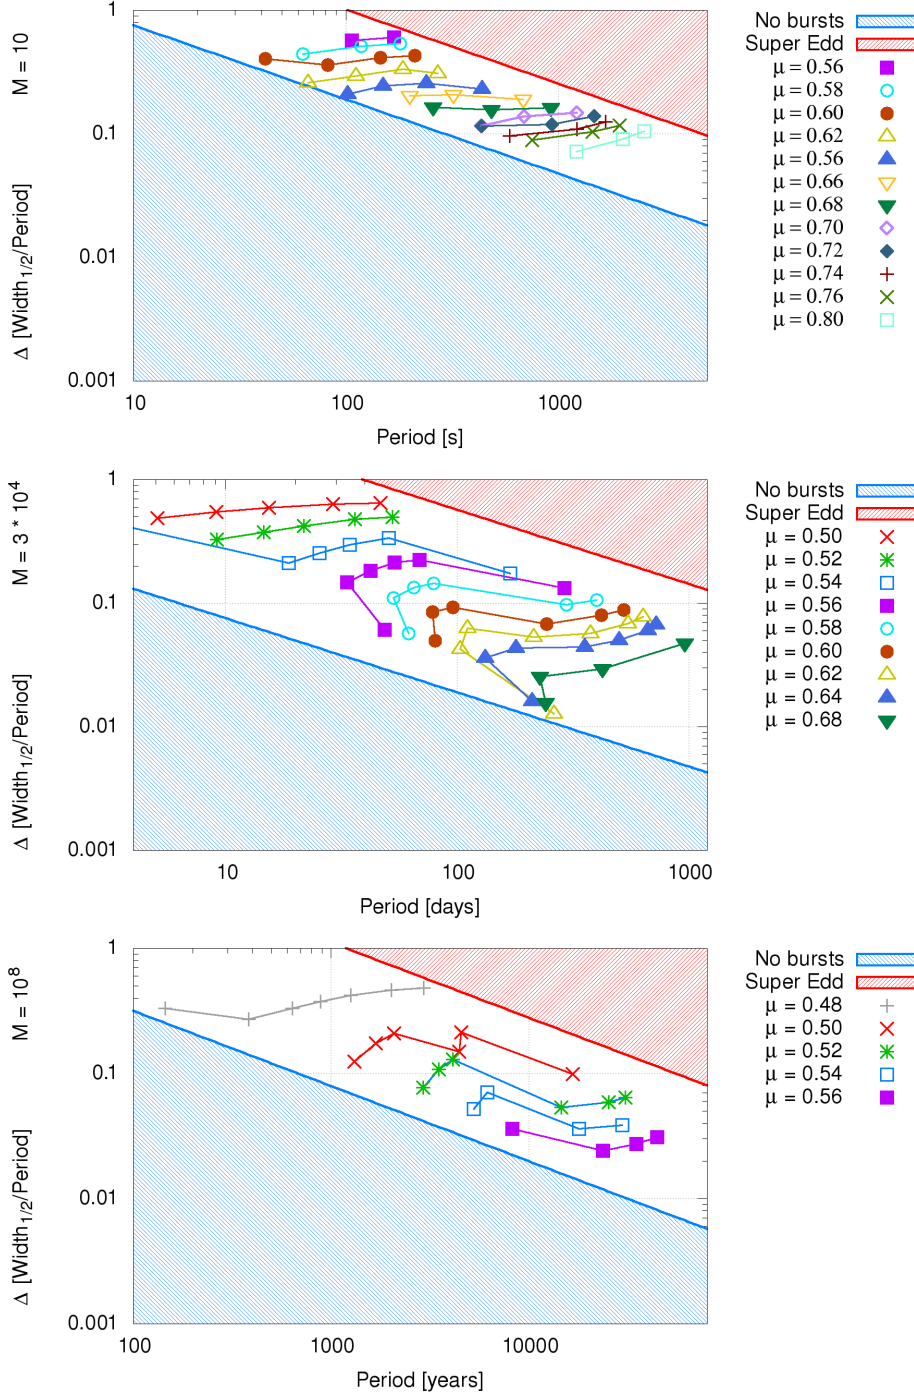 M = 10
Δ [Width1/2/Period]
1
0.1
0.01
0.001
10
100
1000
Period [s]
No bursts
Super Edd
μ = 0.56
μ = 0.58
μ = 0.60
μ = 0.62
μ = 0.56
μ = 0.66
μ = 0.68
μ = 0.70
μ = 0.72
μ = 0.74
μ = 0.76
μ = 0.80
M = 3 * 10^4
Δ [Width1/2/Period]
1
0.1
0.01
0.001
10
100
1000
Period [days]
No bursts
Super Edd
μ = 0.50
μ = 0.52
μ = 0.54
μ = 0.56
μ = 0.58
μ = 0.60
μ = 0.62
μ = 0.64
μ = 0.68
M = 10^8
Δ [Width1/2/Period]
1
0.1
0.01
0.001
100
1000
10000
Period [years]
No bursts
Super Edd
μ = 0.48
μ = 0.50
μ = 0.52
μ = 0.54
μ = 0.56